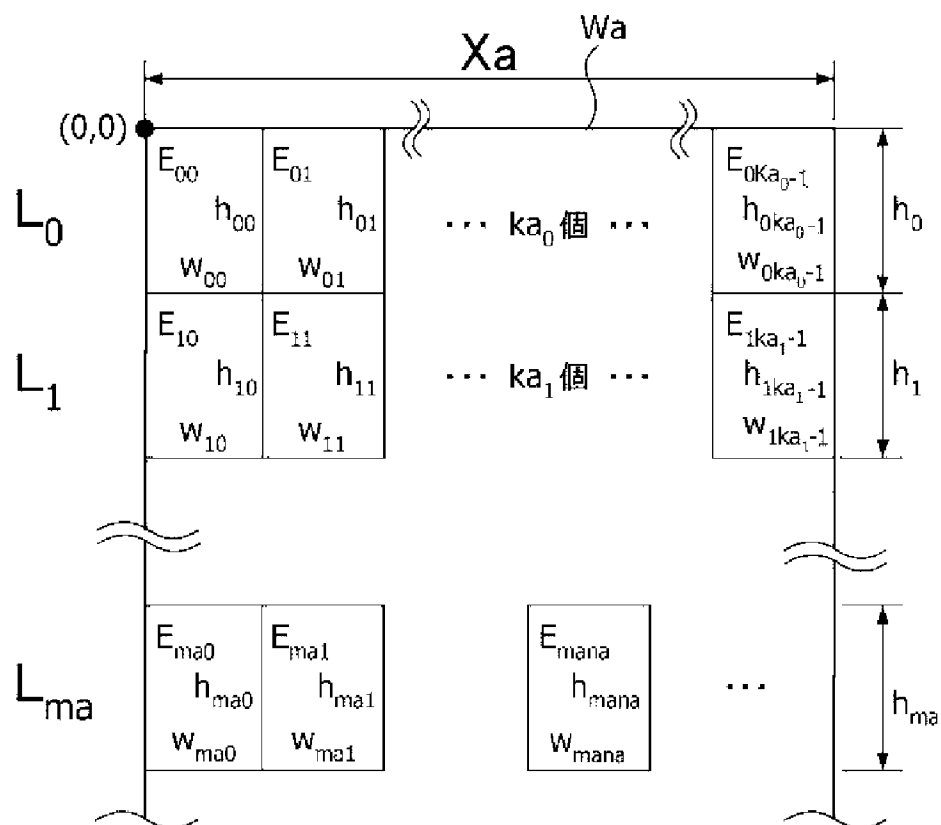 Wa
Xa
(0,0)
L0
E00 E01 E0Ka0-1
h00 h01 ··· ka0個 ··· h0ka0-1 h0
w00 w01 w0ka0-1
L1
E10 E11 E1ka1-1
h10 h11 ··· ka1個 ··· h1ka1-1 h1
w10 w11 w1ka1-1
Lma
Ema0 Ema1 Emana
hma0 hma1 hmana ··· hma
wma0 wma1 wmana